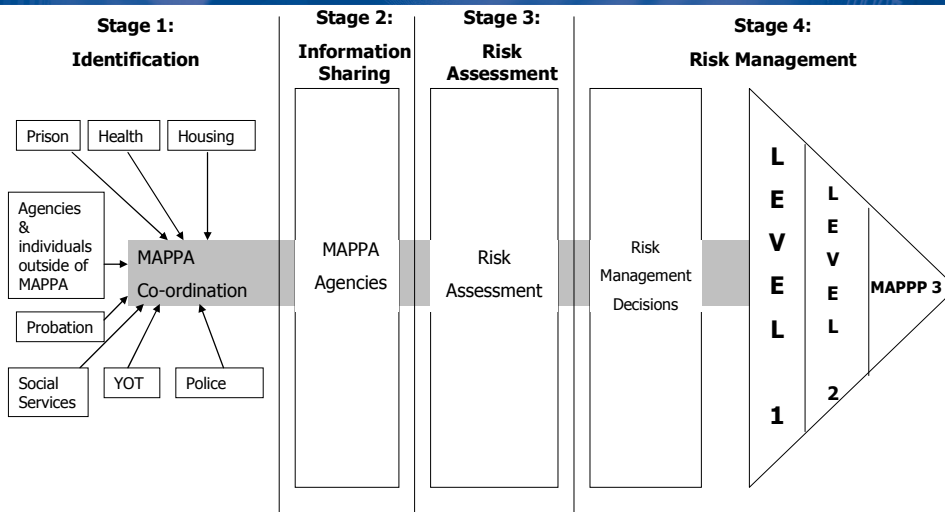 Stage 1:
Identification
Prison
Health
Housing
Agencies
&
individuals
outside of
MAPPA
MAPPA
Co-ordination
Probation
Social
Services
YOT
Police
Stage 2:
Information
Sharing
MAPPA
Agencies
Stage 3:
Risk
Assessment
Risk
Assessment
Stage 4:
Risk Management
Risk
Management
Decisions
L
E
V
E
L
1
L
E
V
E
L
2
MAPPP 3